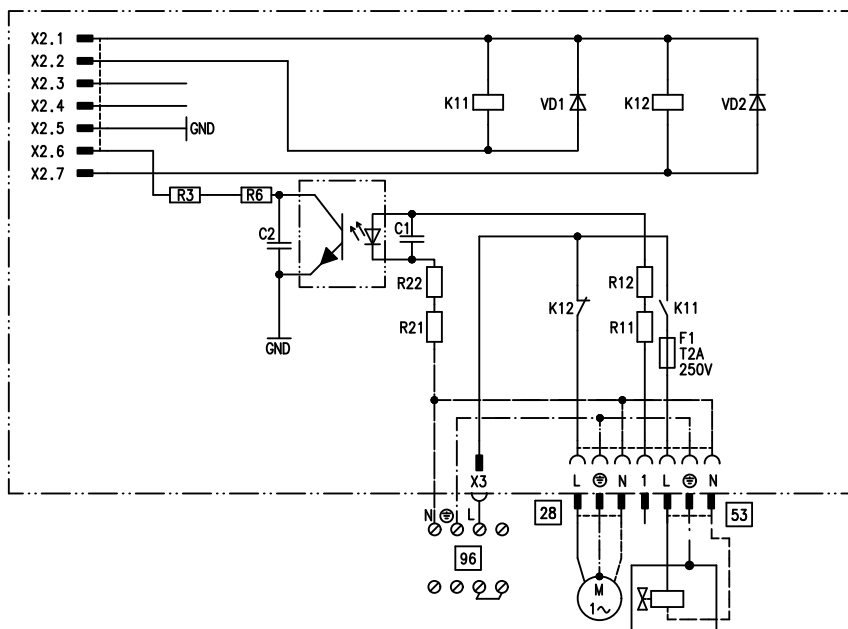 X2.1
X2.2
X2.3
X2.4
X2.5
X2.6
X2.7
GND
K11
VD1
K12
VD2
R3
R6
C2
C1
GND
R22
R21
K12
R12
R11
K11
F1
T2A
250V
X3
L
N
1
L
N
N
L
28
53
96
M
1~